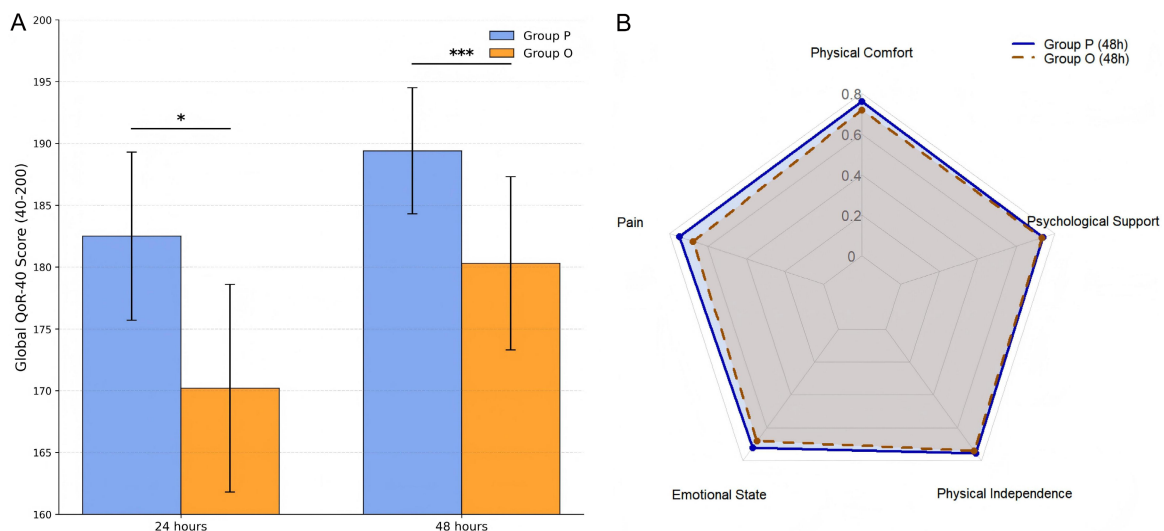 A
Global QoR-40 Score (40-200)
200
195
190
185
180
175
170
165
160
Group P
Group O
*
***
24 hours
48 hours
B
Group P (48h)
Group O (48h)
Physical Comfort
0.8
0.6
0.4
0.2
0
Pain
Psychological Support
Emotional State
Physical Independence